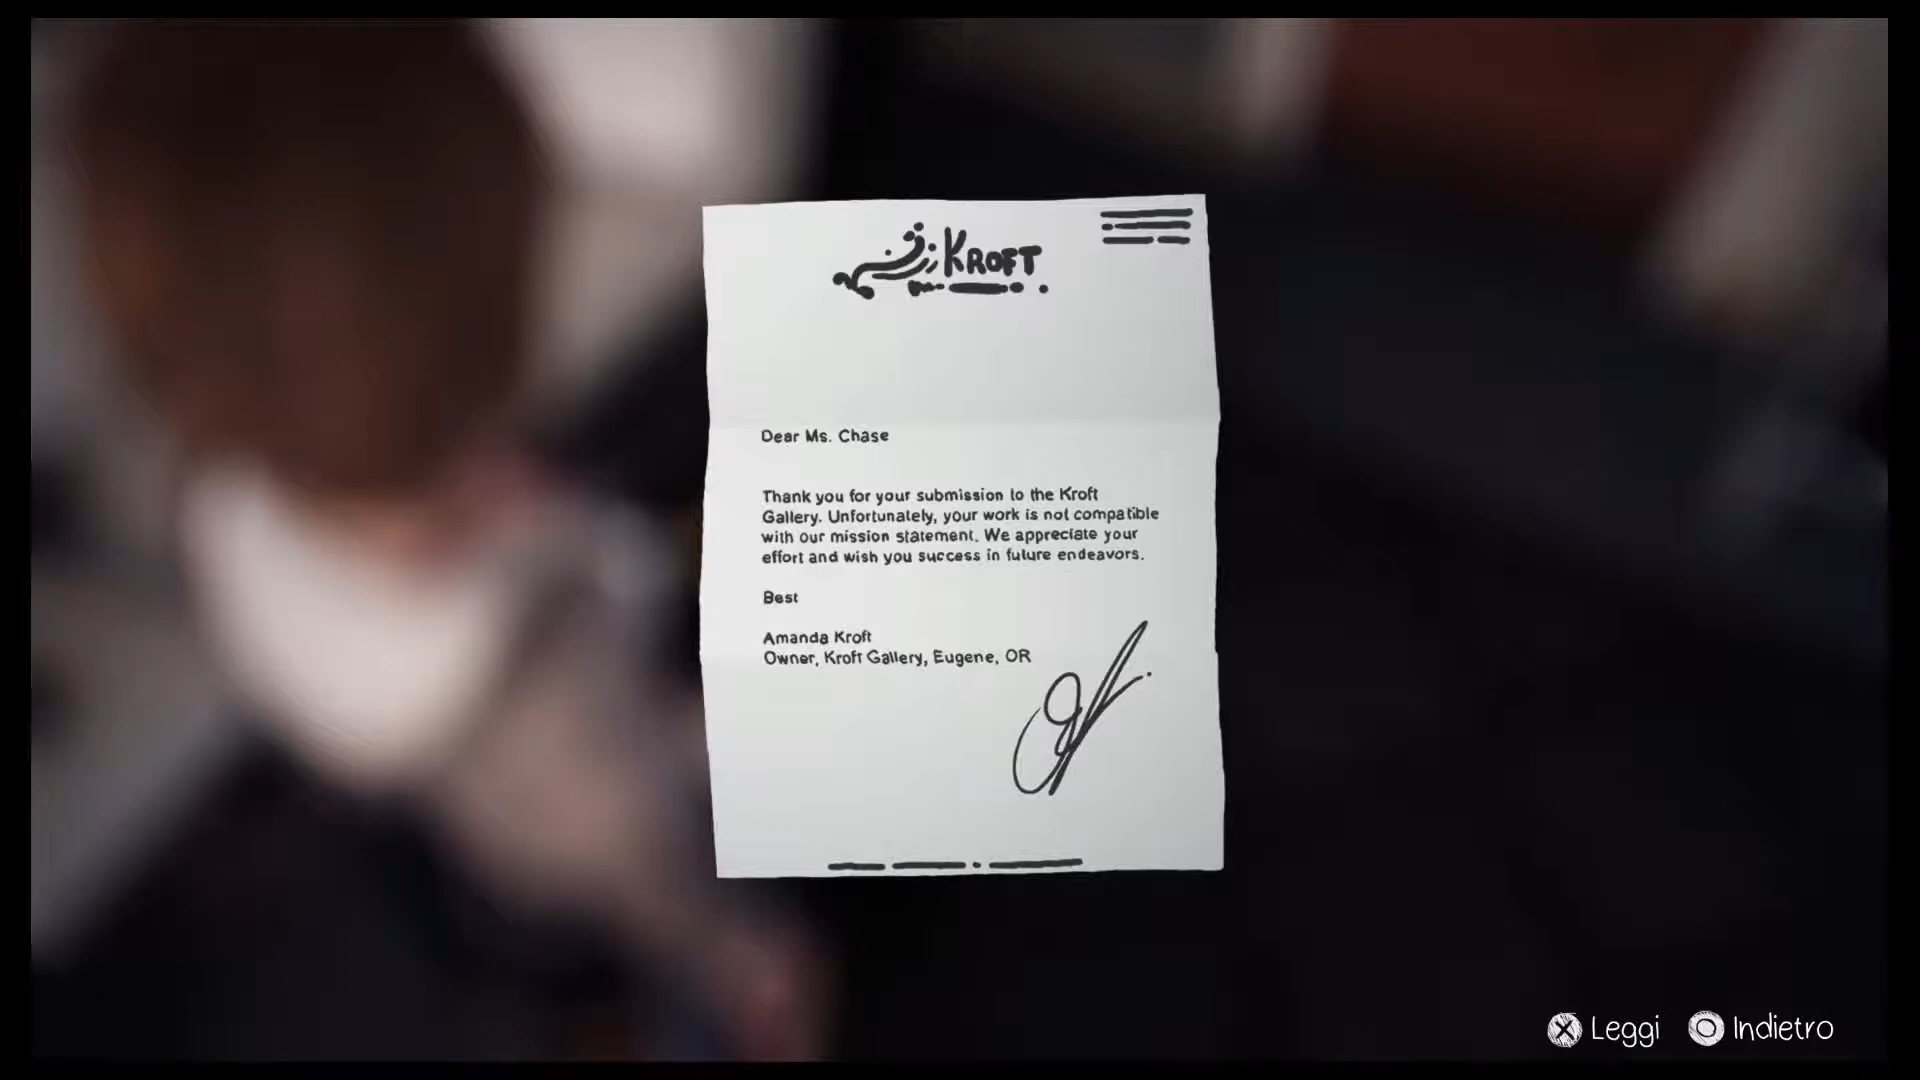 Kroft
Dear Ms. Chase
Thank you for your submission to the Kroft
Gallery. Unfortunately, your work is not compatible
with our mission statement. We appreciate your
effort and wish you success in future endeavors.
Best
Amanda Kroft
Owner, Kroft Gallery, Eugene, OR
Leggi
Indietro